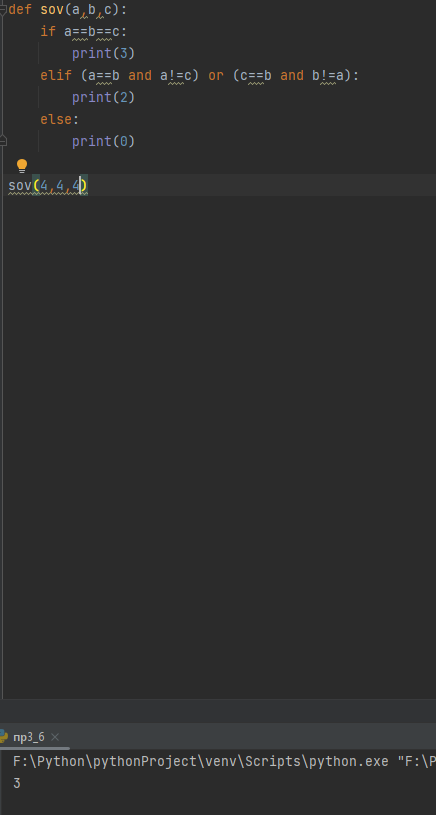 def sov(a,b,c):
    if a==b==c:
        print(3)
    elif (a==b and a!=c) or (c==b and b!=a):
        print(2)
    else:
        print(0)
sov(4,4,4)
пр3_6
F:\Python\pythonProject\venv\Scripts\python.exe "F:\P
3